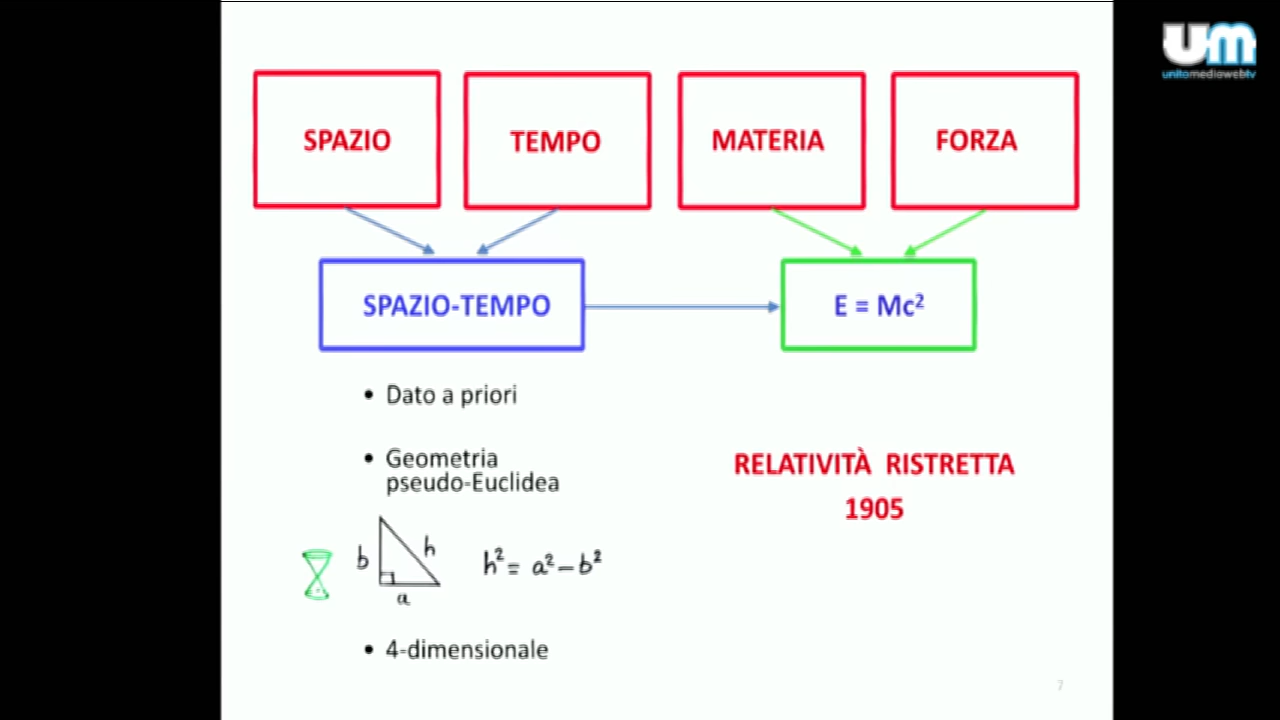 um
unitomediawebtv
SPAZIO
TEMPO
MATERIA
FORZA
SPAZIO-TEMPO
E = Mc²
• Dato a priori
• Geometria
pseudo-Euclidea
RELATIVITÀ RISTRETTA
1905
b
h
a
h² = a² – b²
• 4-dimensionale
7